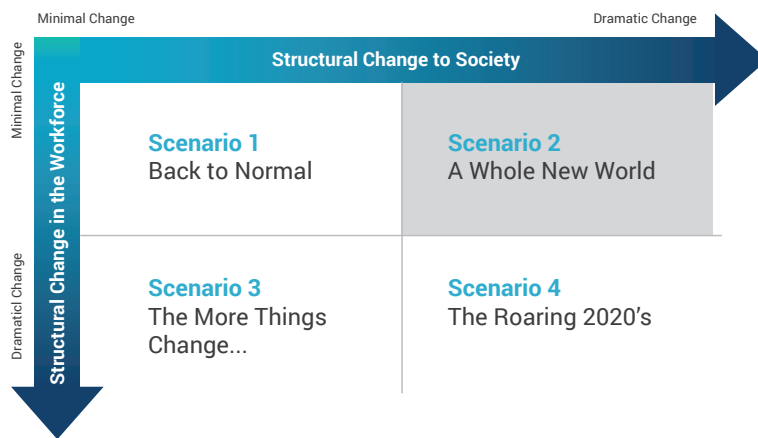 Minimal Change
Dramatic Change
Structural Change to Society
Minimal Change
Structural Change in the Workforce
Dramaticl Change
Scenario 1
Back to Normal
Scenario 2
A Whole New World
Scenario 3
The More Things
Change...
Scenario 4
The Roaring 2020's